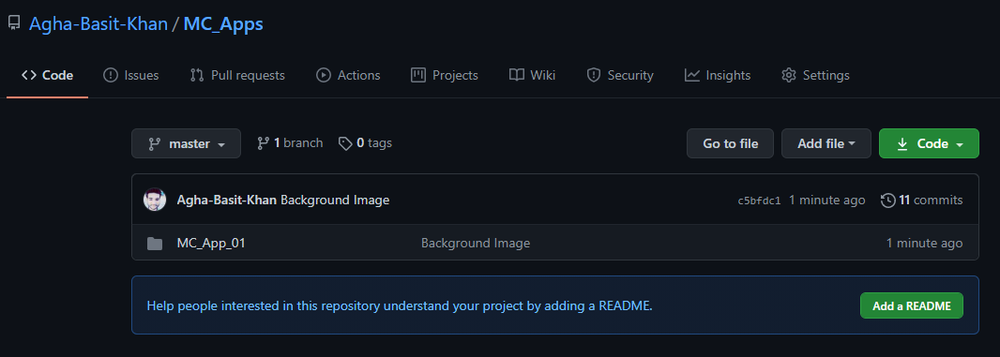 Agha-Basit-Khan / MC_Apps
Code Issues Pull requests Actions Projects Wiki Security Insights Settings
master 1 branch 0 tags Go to file Add file Code
Agha-Basit-Khan Background Image c5bfdc1 1 minute ago 11 commits
MC_App_01 Background Image 1 minute ago
Help people interested in this repository understand your project by adding a README. Add a README